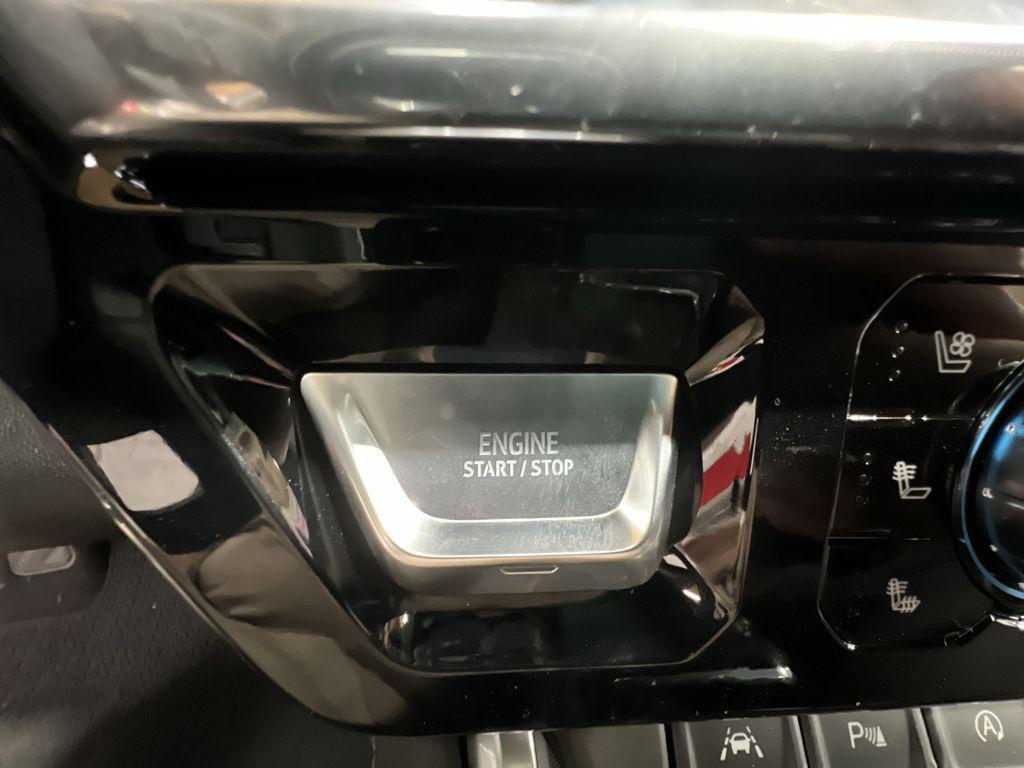 ENGINE
START / STOP
P
A